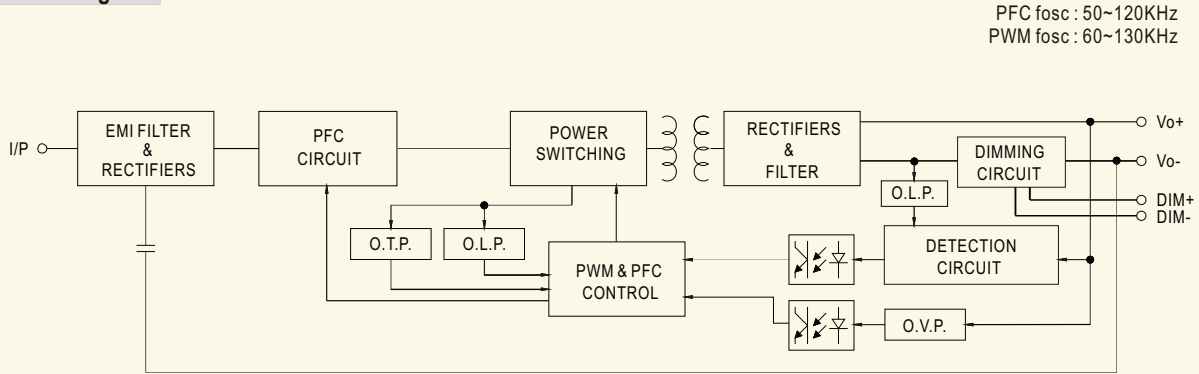 PFC fosc : 50~120KHz
PWM fosc : 60~130KHz
I/P
EMI FILTER
&
RECTIFIERS
PFC
CIRCUIT
POWER
SWITCHING
RECTIFIERS
&
FILTER
DIMMING
CIRCUIT
Vo+
Vo-
DIM+
DIM-
O.L.P.
O.T.P.
O.L.P.
PWM & PFC
CONTROL
DETECTION
CIRCUIT
O.V.P.